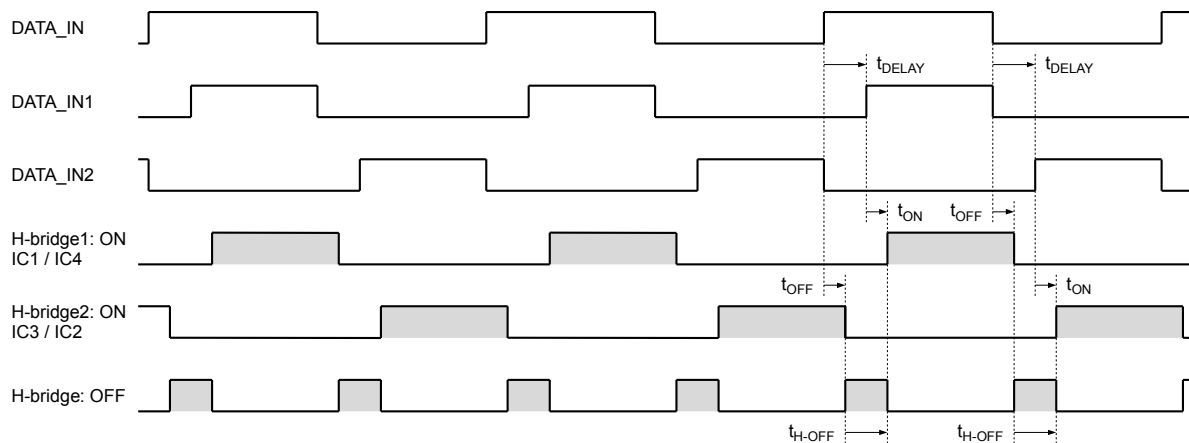 DATA_IN
tDELAY tDELAY
DATA_IN1
DATA_IN2
tON tOFF
H-bridge1: ON
IC1 / IC4
tOFF tON
H-bridge2: ON
IC3 / IC2
H-bridge: OFF
tH-OFF tH-OFF